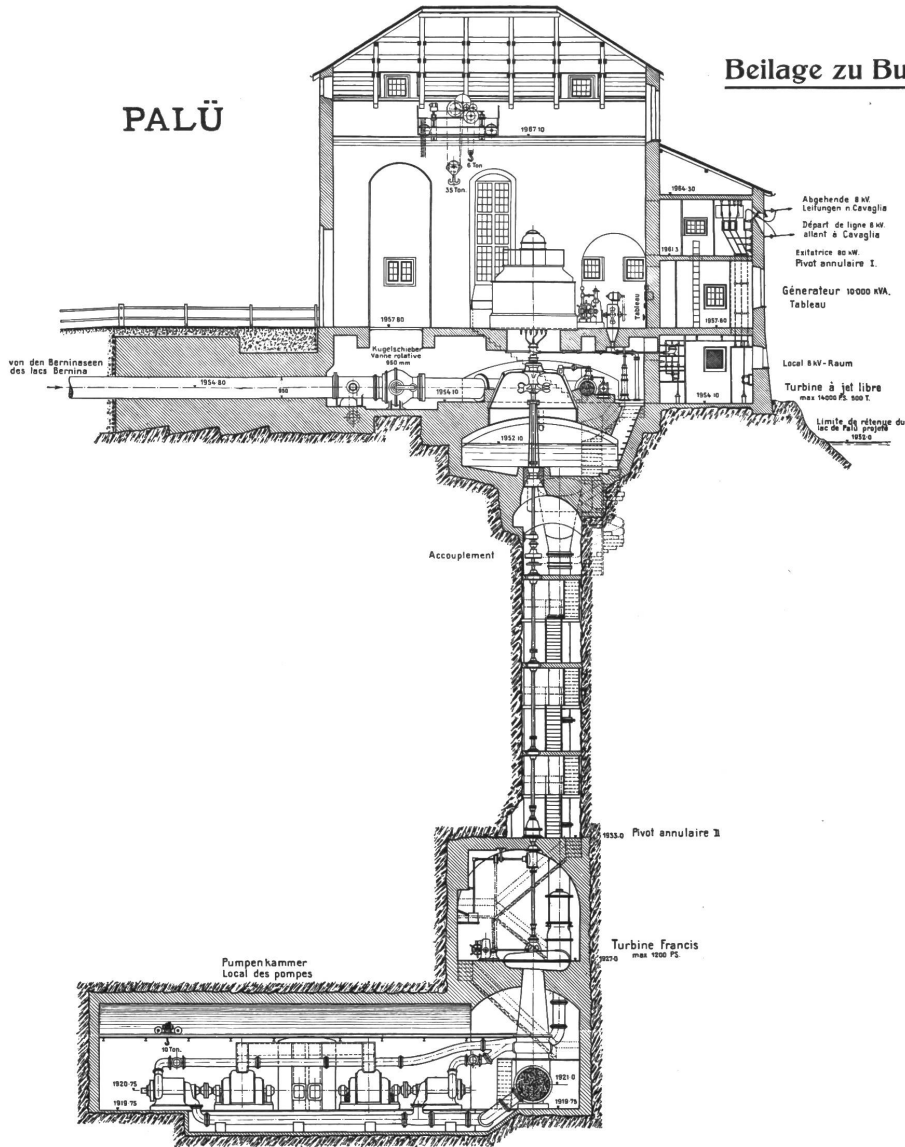 Beilage zu Bu
PALÜ
1987·10
6 Ton
35 Ton.
1984·30
Abgehende 8 kV.
Leitungen n. Cavaglia
Départ de ligne 8 kV.
allant à Cavaglia
1961·3
Exitatrice 80 kW.
Pivot annulaire I.
Génerateur 10·000 KVA.
Tableau
Tableau
1957·80
1957·80
Kugelschieber
Vanne rotative
950 mm
von den Berninaseen
des lacs Bernina
1954·80
950
1954·10
Local 8 kV-Raum
1954·10
Turbine à jet libre
max 14000 PS. 500 T.
Limite de rétenue du
lac de Palü projeté
1952·0
1952·10
Accouplement
1933·0 Pivot annulaire II
Turbine Francis
max 1200 PS.
1927·0
Pumpenkammer
Local des pompes
10 Ton.
1920·75
1921·0
1919·75
1919·75